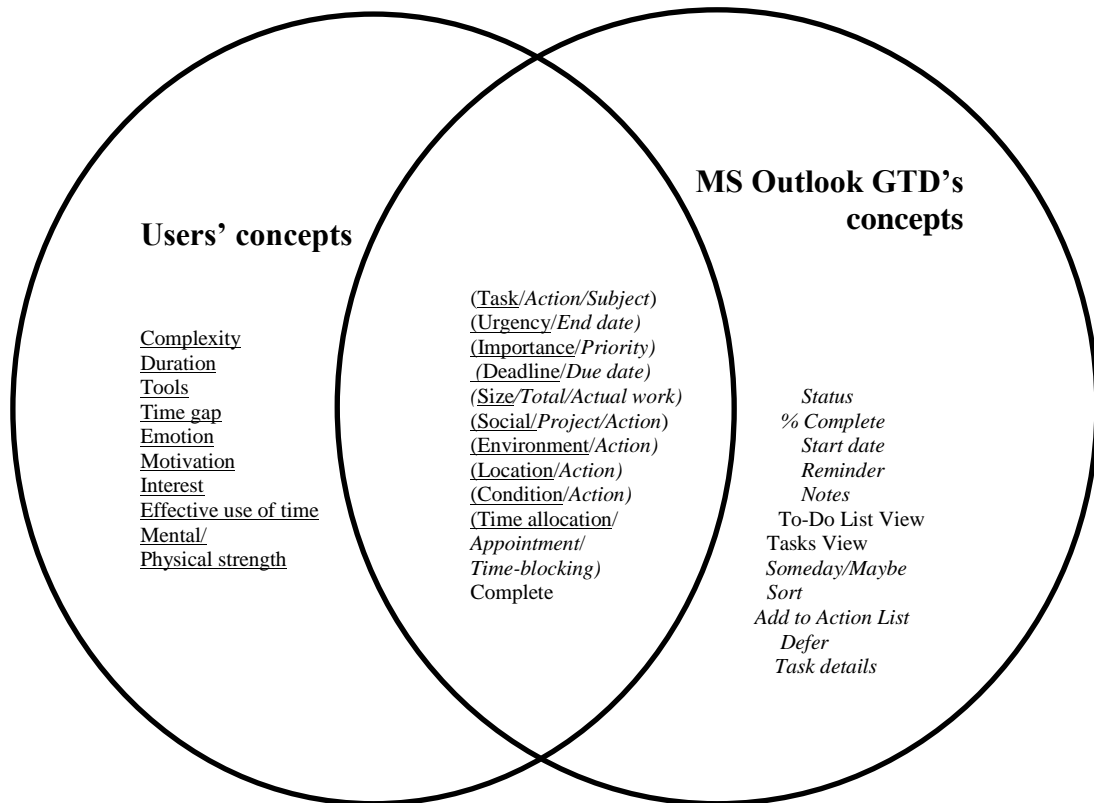 MS Outlook GTD’s
concepts
Users’ concepts
Complexity
Duration
Tools
Time gap
Emotion
Motivation
Interest
Effective use of time
Mental/
Physical strength
(Task/Action/Subject)
(Urgency/End date)
(Importance/Priority)
(Deadline/Due date)
(Size/Total/Actual work)
(Social/Project/Action)
(Environment/Action)
(Location/Action)
(Condition/Action)
(Time allocation/
Appointment/
Time-blocking)
Complete
Status
% Complete
Start date
Reminder
Notes
To-Do List View
Tasks View
Someday/Maybe
Sort
Add to Action List
Defer
Task details